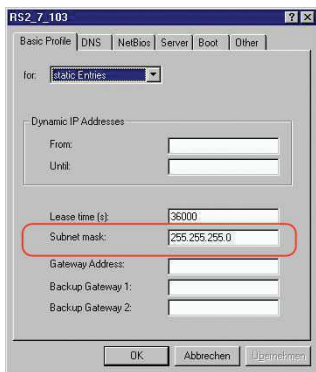 RS2_7_103
Basic Profile DNS NetBios Server Boot Other
for: static Entries
Dynamic IP Addresses
From:
Until:
Lease time (s): 36000
Subnet mask: 255.255.255.0
Gateway Address:
Backup Gateway 1:
Backup Gateway 2:
OK Abbrechen Übernehmen